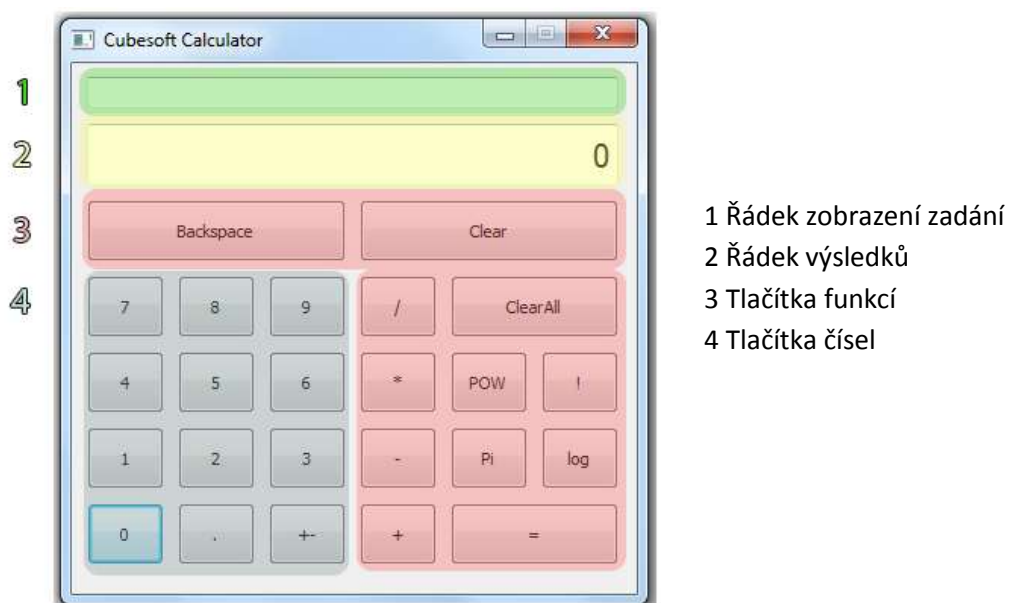 Cubesoft Calculator
1
2
0
3
Backspace Clear
4
7 8 9 / ClearAll
4 5 6 * POW !
1 2 3 - Pi log
0 . +- + =
1 Řádek zobrazení zadání
2 Řádek výsledků
3 Tlačítka funkcí
4 Tlačítka čísel